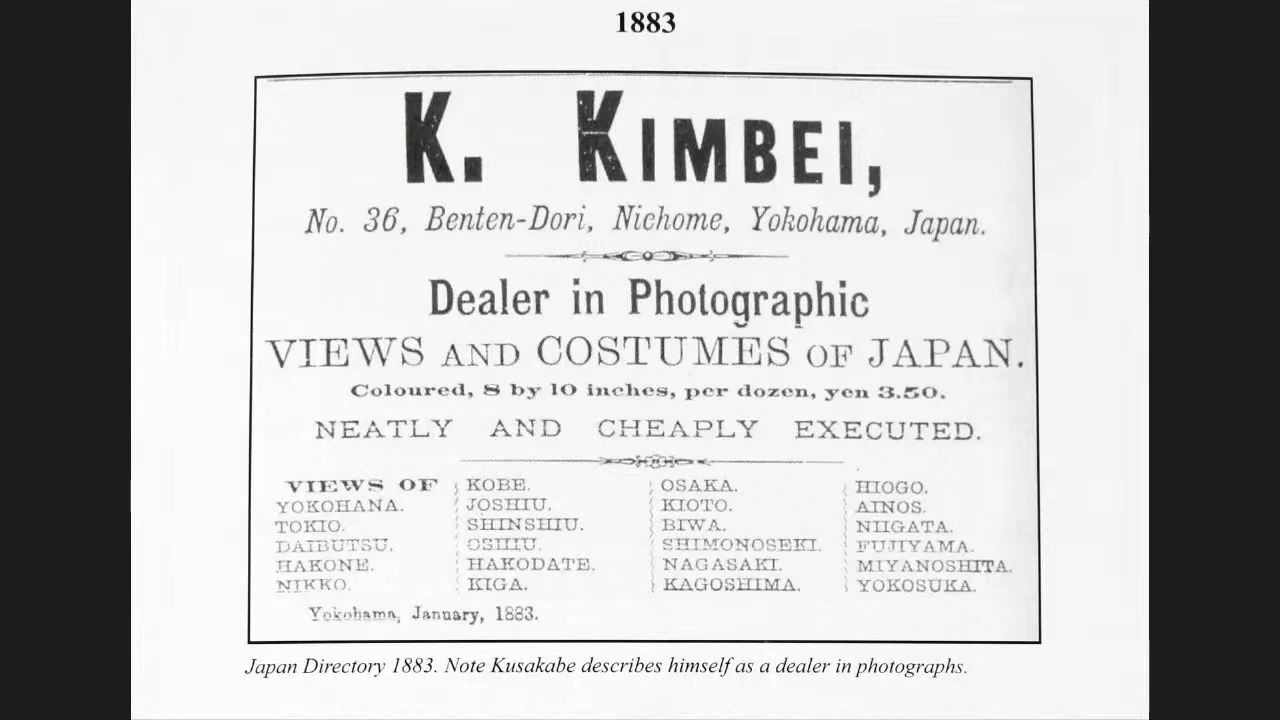 1883
K. KIMBEI,
No. 36, Benten-Dori, Nichome, Yokohama, Japan.
Dealer in Photographic
VIEWS AND COSTUMES OF JAPAN.
Coloured, 8 by 10 inches, per dozen, yen 3.50.
NEATLY AND CHEAPLY EXECUTED.
VIEWS OF KOBE. OSAKA. HIOGO.
YOKOHANA. JOSHIU. KIOTO. AINOS.
TOKIO. SHINSHIU. BIWA. NIIGATA.
DAIBUTSU. OSHIU. SHIMONOSEKI. FUJIYAMA.
HAKONE. HAKODATE. NAGASAKI. MIYANOSHITA.
NIKKO. KIGA. KAGOSHIMA. YOKOSUKA.
Yokohama, January, 1883.
Japan Directory 1883. Note Kusakabe describes himself as a dealer in photographs.